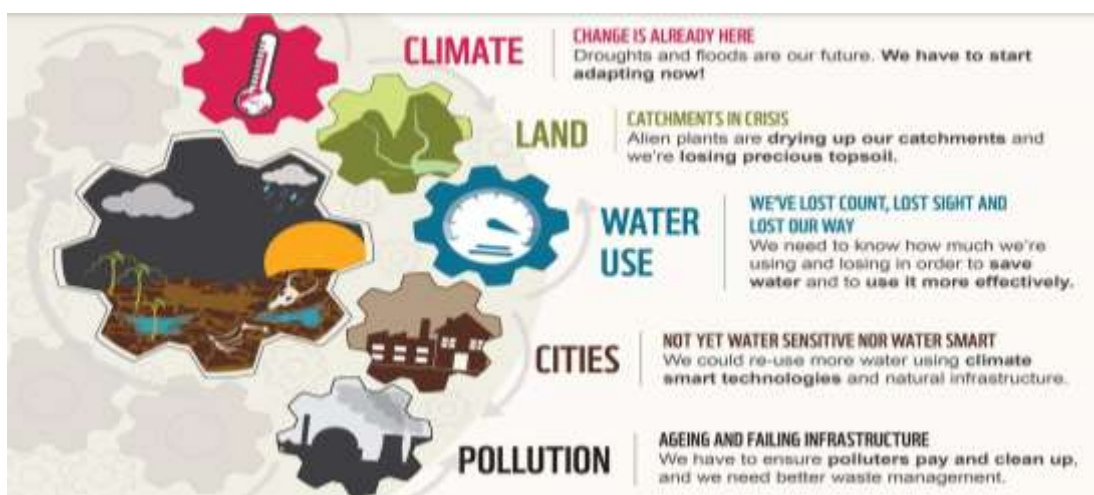 CLIMATE
CHANGE IS ALREADY HERE
Droughts and floods are our future. We have to start
adapting now!
LAND
CATCHMENTS IN CRISIS
Alien plants are drying up our catchments and
we're losing precious topsoil.
WATER
USE
WE'VE LOST COUNT, LOST SIGHT AND
LOST OUR WAY
We need to know how much we're
using and losing in order to save
water and to use it more effectively.
CITIES
NOT YET WATER SENSITIVE NOR WATER SMART
We could re-use more water using climate
smart technologies and natural infrastructure.
POLLUTION
AGEING AND FAILING INFRASTRUCTURE
We have to ensure polluters pay and clean up,
and we need better waste management.